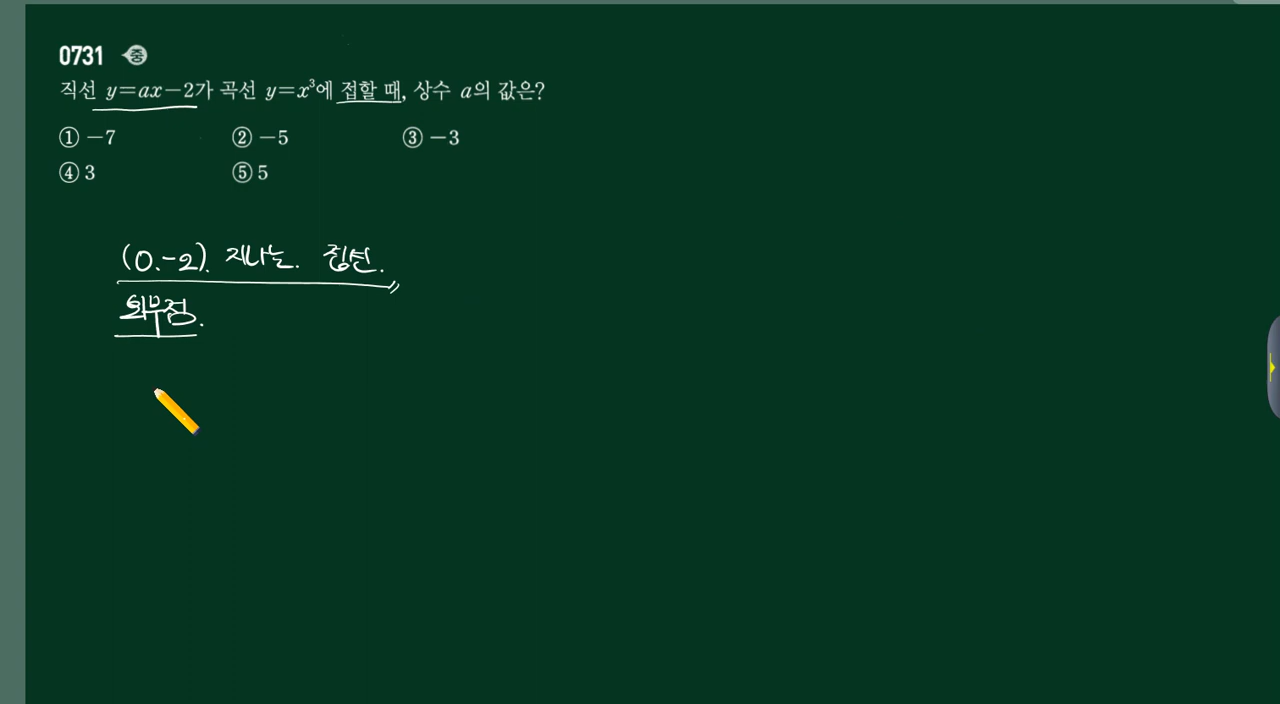 0731 중
직선 y=ax-2가 곡선 y=x³에 접할 때, 상수 a의 값은?
① -7 ② -5 ③ -3
④ 3 ⑤ 5
(0.-2). 지나는. 접선.
외부점.